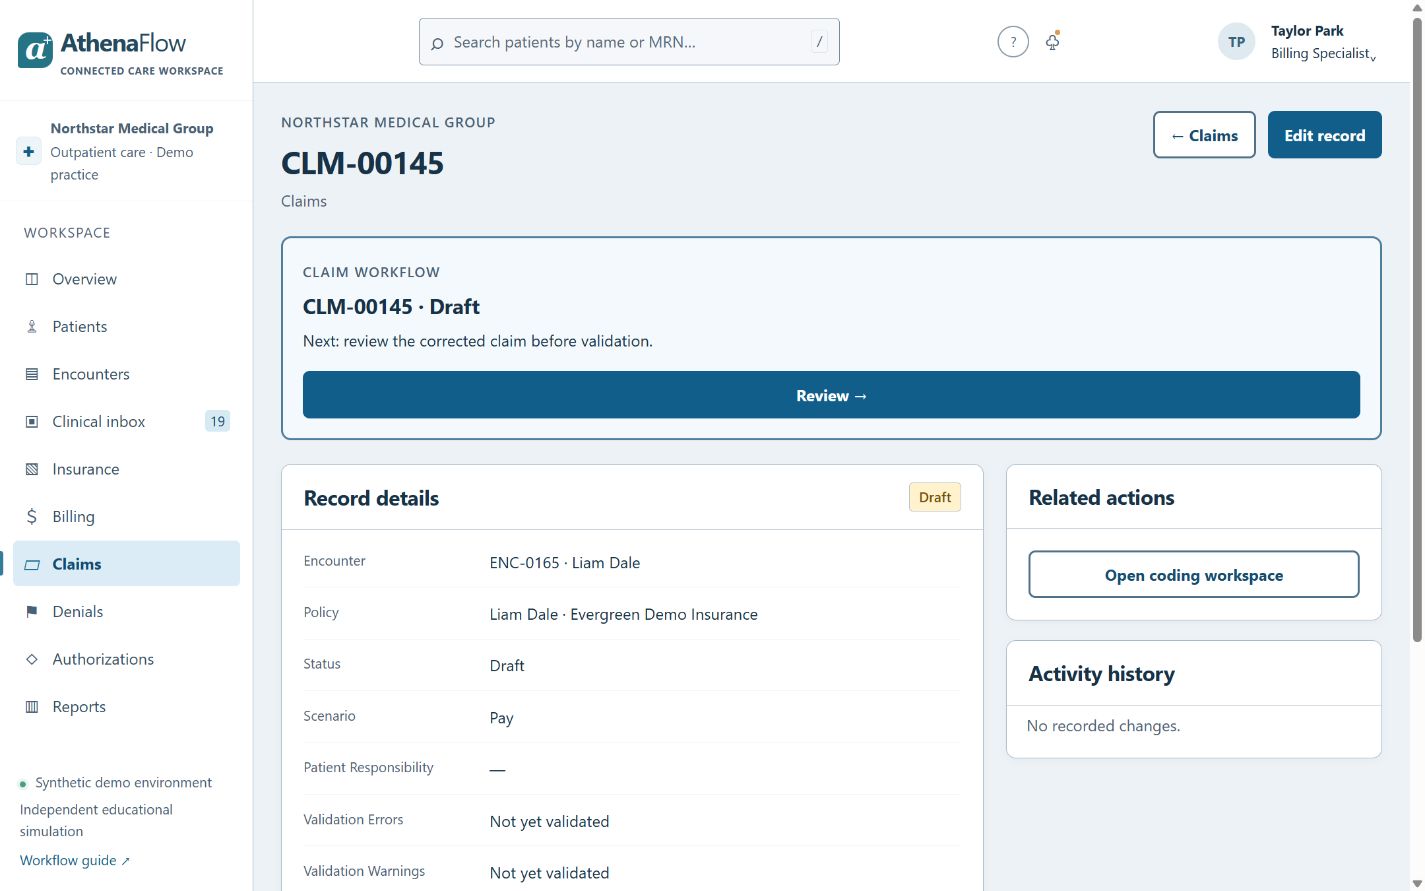 AthenaFlow
CONNECTED CARE WORKSPACE
Search patients by name or MRN...
/
?
TP
Taylor Park
Billing Specialist
Northstar Medical Group
Outpatient care · Demo
practice
WORKSPACE
Overview
Patients
Encounters
Clinical inbox
19
Insurance
Billing
Claims
Denials
Authorizations
Reports
Synthetic demo environment
Independent educational
simulation
Workflow guide ↗
NORTHSTAR MEDICAL GROUP
CLM-00145
Claims
← Claims
Edit record
CLAIM WORKFLOW
CLM-00145 · Draft
Next: review the corrected claim before validation.
Review →
Record details
Draft
Encounter
ENC-0165 · Liam Dale
Policy
Liam Dale · Evergreen Demo Insurance
Status
Draft
Scenario
Pay
Patient Responsibility
—
Validation Errors
Not yet validated
Validation Warnings
Not yet validated
Related actions
Open coding workspace
Activity history
No recorded changes.